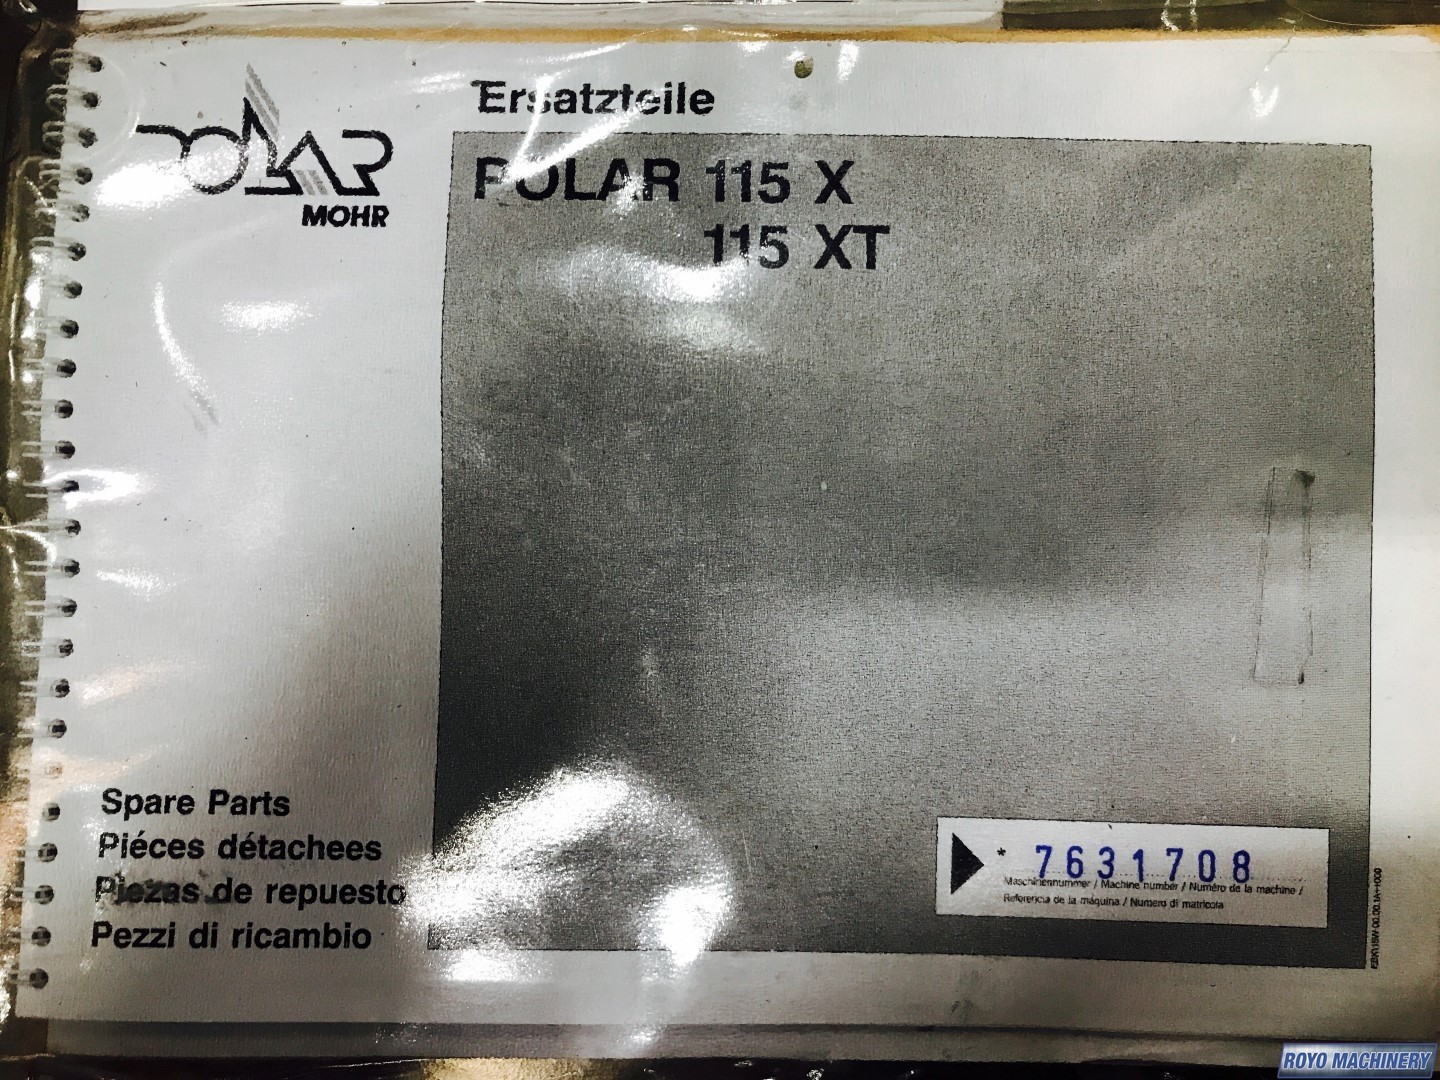 POLAR
MOHR
Ersatzteile
POLAR 115 X
115 XT
Spare Parts
Piéces détachees
Piezas de repuesto
Pezzi di ricambio
* 7631708
Maschinennummer / Machine number / Numéro de la machine /
Referencia de la máquina / Numero di matricola
ROYO MACHINERY